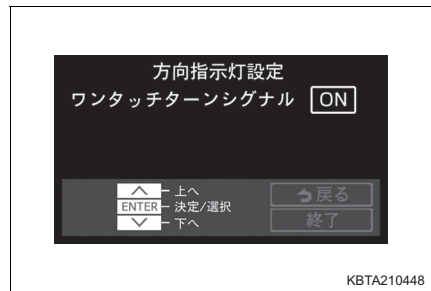 方向指示灯設定
ワンタッチターンシグナル ON
上へ
ENTER 決定/選択
下へ
戻る
終了
KBTA210448